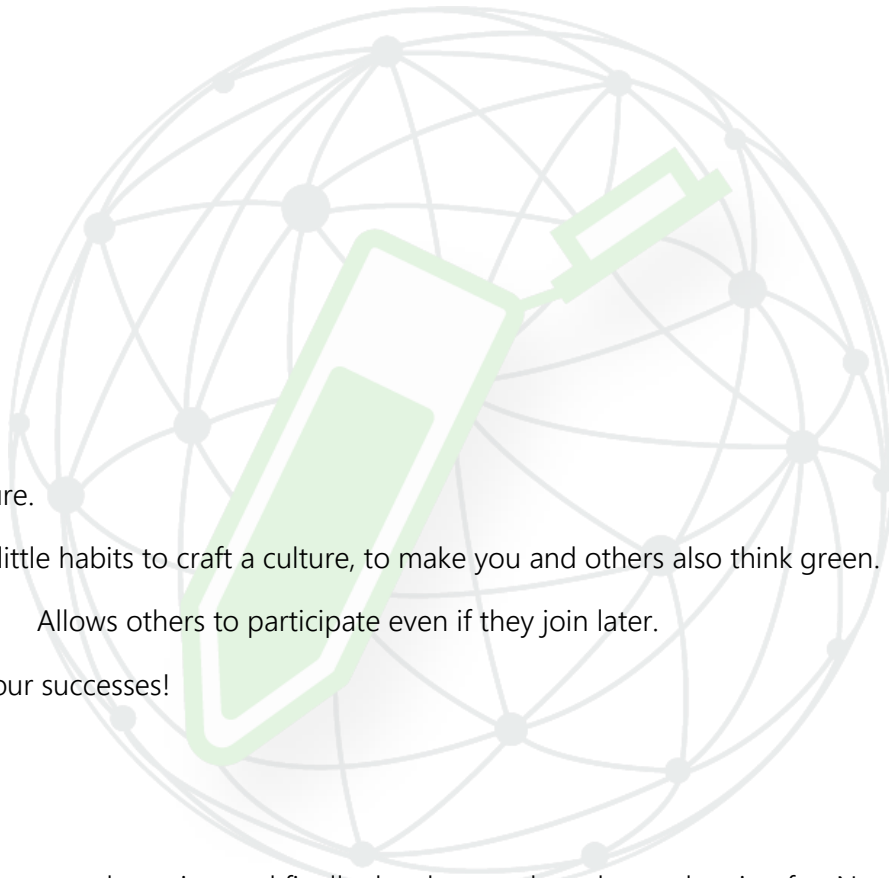 ure.
little habits to craft a culture, to make you and others also think green.
Allows others to participate even if they join later.
our successes!